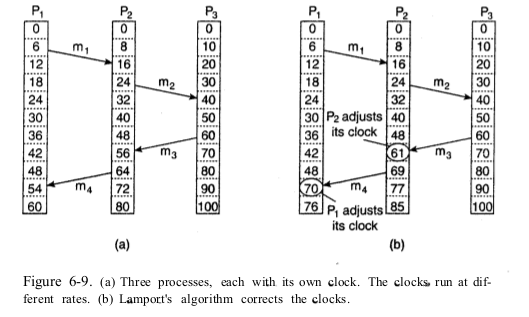 P1 P2 P3 P1 P2 P3
0 0 0 0 0 0
6 m1 8 10 6 m1 8 10
12 16 20 12 16 20
18 24 m2 30 18 24 m2 30
24 32 40 24 32 40
30 40 50 30 P2 adjusts 40 50
36 48 60 36 its clock 48 60
42 56 m3 70 42 61 m3 70
48 64 80 48 69 80
54 m4 72 90 70 m4 77 90
60 80 100 76 P1 adjusts 85 100
its clock
(a) (b)
Figure 6-9. (a) Three processes, each with its own clock. The clocks run at dif-
ferent rates. (b) Lamport's algorithm corrects the clocks.